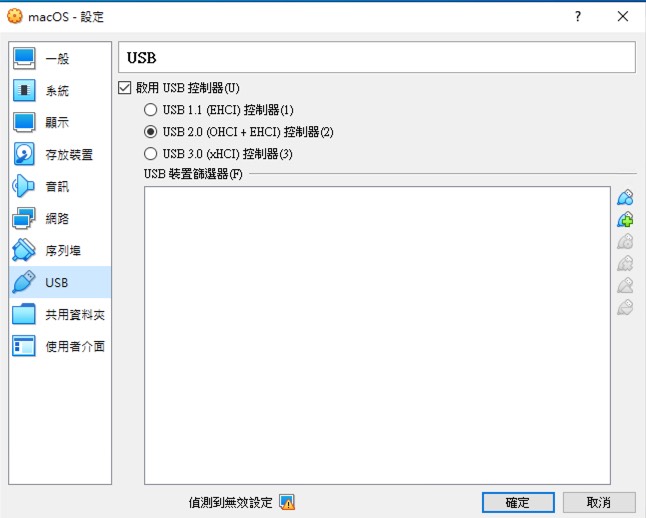 macOS - 設定
?
一般
系統
顯示
存放裝置
音訊
網路
序列埠
USB
共用資料夾
使用者介面
USB
啟用 USB 控制器(U)
USB 1.1 (EHCI) 控制器(1)
USB 2.0 (OHCI + EHCI) 控制器(2)
USB 3.0 (xHCI) 控制器(3)
USB 裝置篩選器(F)
偵測到無效設定
確定
取消